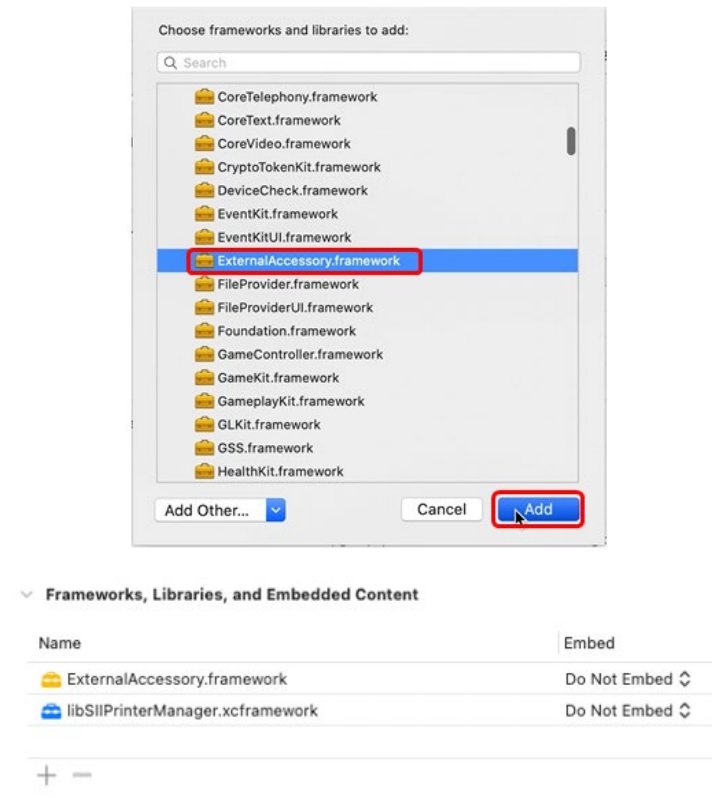 Choose frameworks and libraries to add:
Search
CoreTelephony.framework
CoreText.framework
CoreVideo.framework
CryptoTokenKit.framework
DeviceCheck.framework
EventKit.framework
EventKitUI.framework
ExternalAccessory.framework
FileProvider.framework
FileProviderUI.framework
Foundation.framework
GameController.framework
GameKit.framework
GameplayKit.framework
GLKit.framework
GSS.framework
HealthKit.framework
Add Other... Cancel Add
Frameworks, Libraries, and Embedded Content
Name Embed
ExternalAccessory.framework Do Not Embed
libSIIPrinterManager.xcframework Do Not Embed